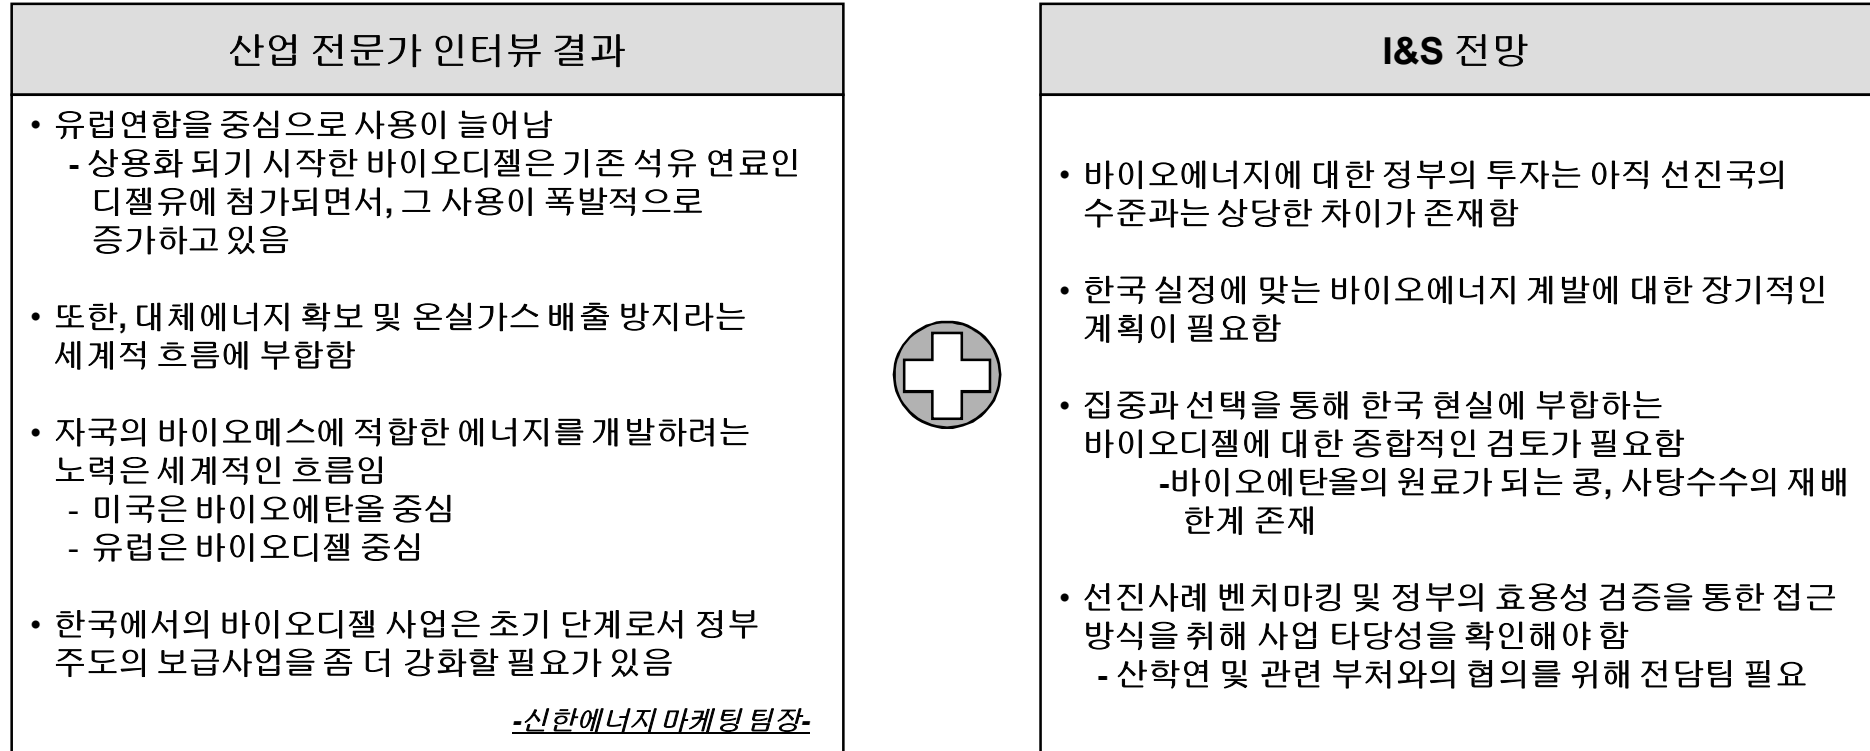 산업 전문가 인터뷰 결과
• 유럽연합을 중심으로 사용이 늘어남
- 상용화 되기 시작한 바이오디젤은 기존 석유 연료인
디젤유에 첨가되면서, 그 사용이 폭발적으로
증가하고 있음
• 또한, 대체에너지 확보 및 온실가스 배출 방지라는
세계적 흐름에 부합함
• 자국의 바이오메스에 적합한 에너지를 개발하려는
노력은 세계적인 흐름임
- 미국은 바이오에탄올 중심
- 유럽은 바이오디젤 중심
• 한국에서의 바이오디젤 사업은 초기 단계로서 정부
주도의 보급사업을 좀 더 강화할 필요가 있음
-신한에너지 마케팅 팀장-
I&S 전망
• 바이오에너지에 대한 정부의 투자는 아직 선진국의
수준과는 상당한 차이가 존재함
• 한국 실정에 맞는 바이오에너지 계발에 대한 장기적인
계획이 필요함
• 집중과 선택을 통해 한국 현실에 부합하는
바이오디젤에 대한 종합적인 검토가 필요함
-바이오에탄올의 원료가 되는 콩, 사탕수수의 재배
한계 존재
• 선진사례 벤치마킹 및 정부의 효용성 검증을 통한 접근
방식을 취해 사업 타당성을 확인해야 함
- 산학연 및 관련 부처와의 협의를 위해 전담팀 필요